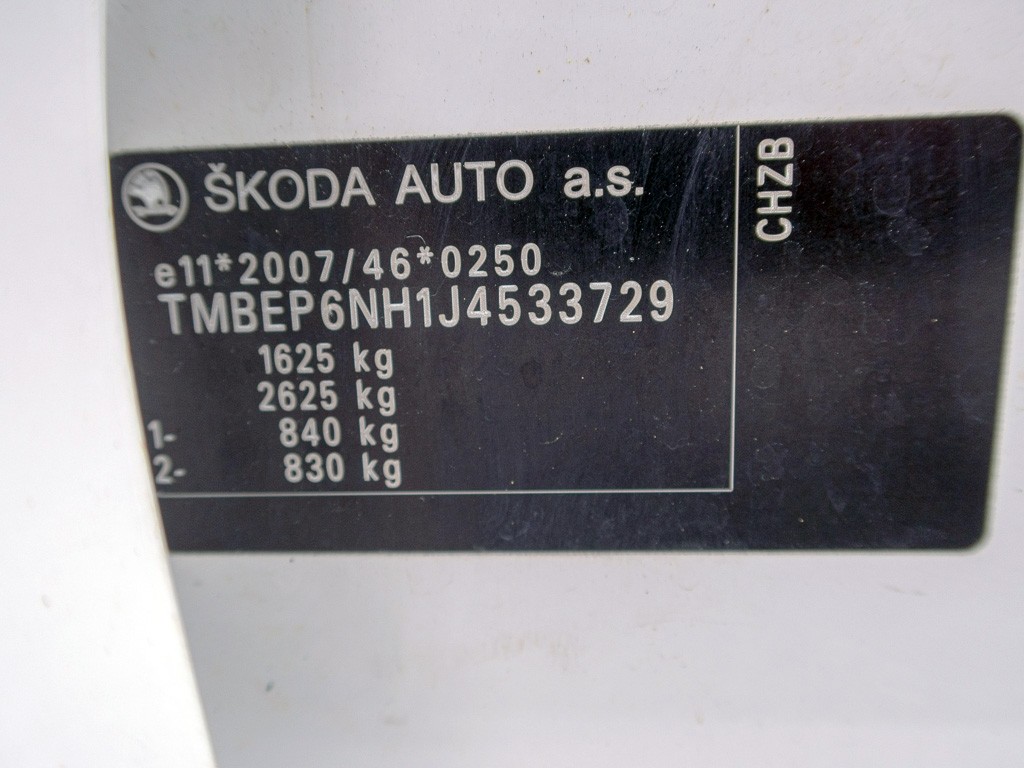 ŠKODA AUTO a.s.
e11*2007/46*0250
TMBEP6NH1J4533729
1625 kg
2625 kg
1- 840 kg
2- 830 kg
CHZB